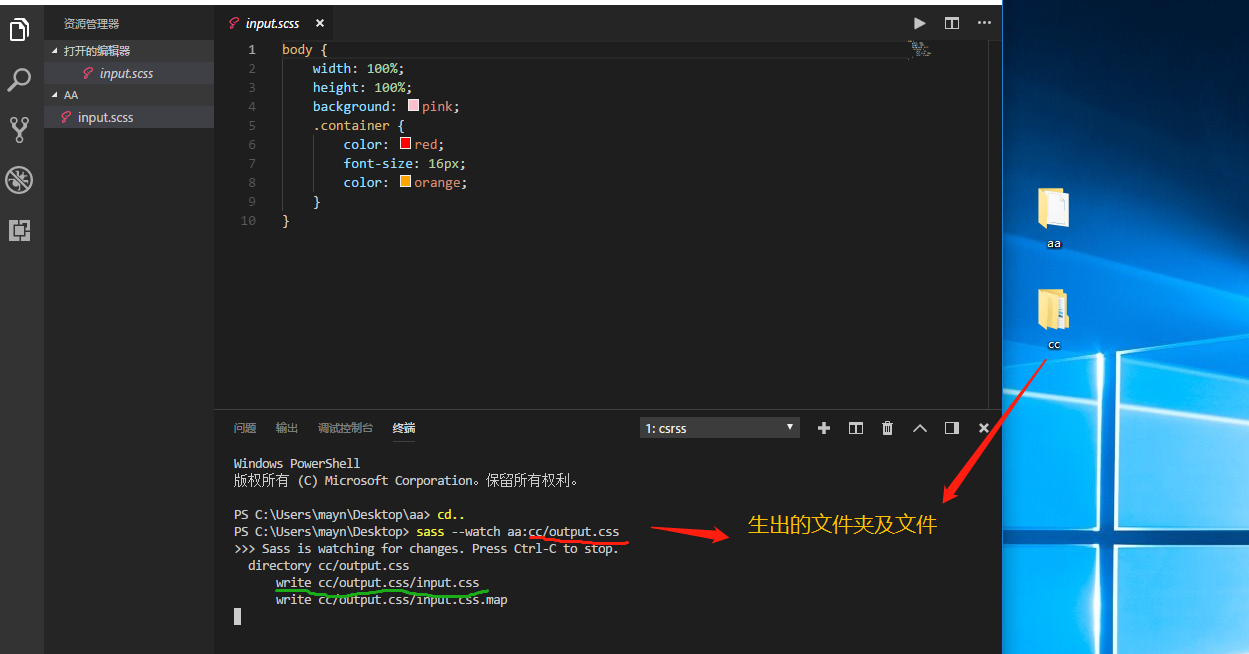 资源管理器
打开的编辑器
input.scss
AA
input.scss
input.scss ×
1 body {
2 width: 100%;
3 height: 100%;
4 background: pink;
5 .container {
6 color: red;
7 font-size: 16px;
8 color: orange;
9 }
10 }
aa
cc
问题 输出 调试控制台 终端 1: csrss
Windows PowerShell
版权所有 (C) Microsoft Corporation。保留所有权利。
PS C:\Users\mayn\Desktop\aa> cd..
PS C:\Users\mayn\Desktop> sass --watch aa:cc/output.css
>>> Sass is watching for changes. Press Ctrl-C to stop.
directory cc/output.css
write cc/output.css/input.css
write cc/output.css/input.css.map
生出的文件夹及文件